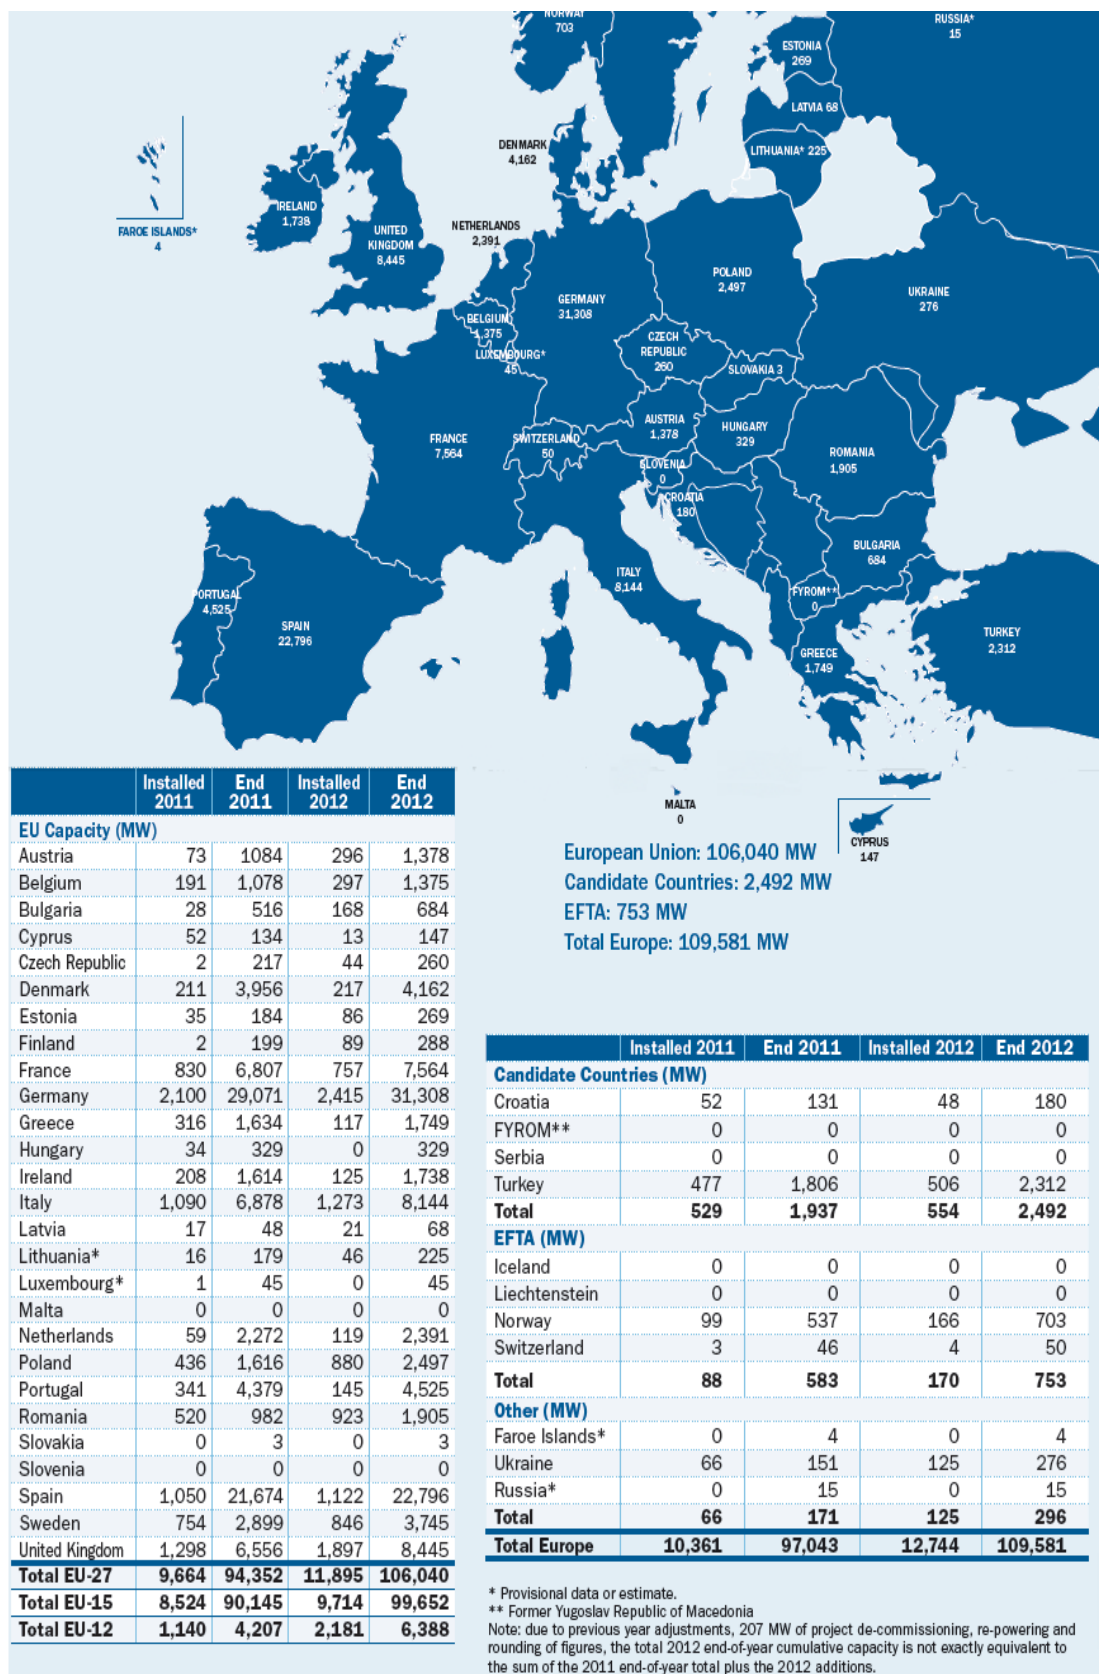 NORWAY
703
RUSSIA*
15
ESTONIA
269
LATVIA 68
LITHUANIA* 225
DENMARK
4,162
FAROE ISLANDS*
4
IRELAND
1,738
UNITED
KINGDOM
8,445
NETHERLANDS
2,391
POLAND
2,497
GERMANY
31,308
UKRAINE
276
BELGIUM
1,375
LUXEMBOURG*
45
CZECH
REPUBLIC
260
SLOVAKIA 3
AUSTRIA
1,378
HUNGARY
329
FRANCE
7,564
SWITZERLAND
50
ROMANIA
1,905
SLOVENIA
0
CROATIA
180
BULGARIA
684
ITALY
8,144
FYROM**
0
PORTUGAL
4,525
SPAIN
22,796
GREECE
1,749
TURKEY
2,312
MALTA
0
CYPRUS
147
European Union: 106,040 MW
Candidate Countries: 2,492 MW
EFTA: 753 MW
Total Europe: 109,581 MW
Installed 2011 End 2011 Installed 2012 End 2012
EU Capacity (MW)
Austria 73 1084 296 1,378
Belgium 191 1,078 297 1,375
Bulgaria 28 516 168 684
Cyprus 52 134 13 147
Czech Republic 2 217 44 260
Denmark 211 3,956 217 4,162
Estonia 35 184 86 269
Finland 2 199 89 288
France 830 6,807 757 7,564
Germany 2,100 29,071 2,415 31,308
Greece 316 1,634 117 1,749
Hungary 34 329 0 329
Ireland 208 1,614 125 1,738
Italy 1,090 6,878 1,273 8,144
Latvia 17 48 21 68
Lithuania* 16 179 46 225
Luxembourg* 1 45 0 45
Malta 0 0 0 0
Netherlands 59 2,272 119 2,391
Poland 436 1,616 880 2,497
Portugal 341 4,379 145 4,525
Romania 520 982 923 1,905
Slovakia 0 3 0 3
Slovenia 0 0 0 0
Spain 1,050 21,674 1,122 22,796
Sweden 754 2,899 846 3,745
United Kingdom 1,298 6,556 1,897 8,445
Total EU-27 9,664 94,352 11,895 106,040
Total EU-15 8,524 90,145 9,714 99,652
Total EU-12 1,140 4,207 2,181 6,388
Installed 2011 End 2011 Installed 2012 End 2012
Candidate Countries (MW)
Croatia 52 131 48 180
FYROM** 0 0 0 0
Serbia 0 0 0 0
Turkey 477 1,806 506 2,312
Total 529 1,937 554 2,492
EFTA (MW)
Iceland 0 0 0 0
Liechtenstein 0 0 0 0
Norway 99 537 166 703
Switzerland 3 46 4 50
Total 88 583 170 753
Other (MW)
Faroe Islands* 0 4 0 4
Ukraine 66 151 125 276
Russia* 0 15 0 15
Total 66 171 125 296
Total Europe 10,361 97,043 12,744 109,581
* Provisional data or estimate.
** Former Yugoslav Republic of Macedonia
Note: due to previous year adjustments, 207 MW of project de-commissioning, re-powering and
rounding of figures, the total 2012 end-of-year cumulative capacity is not exactly equivalent to
the sum of the 2011 end-of-year total plus the 2012 additions.